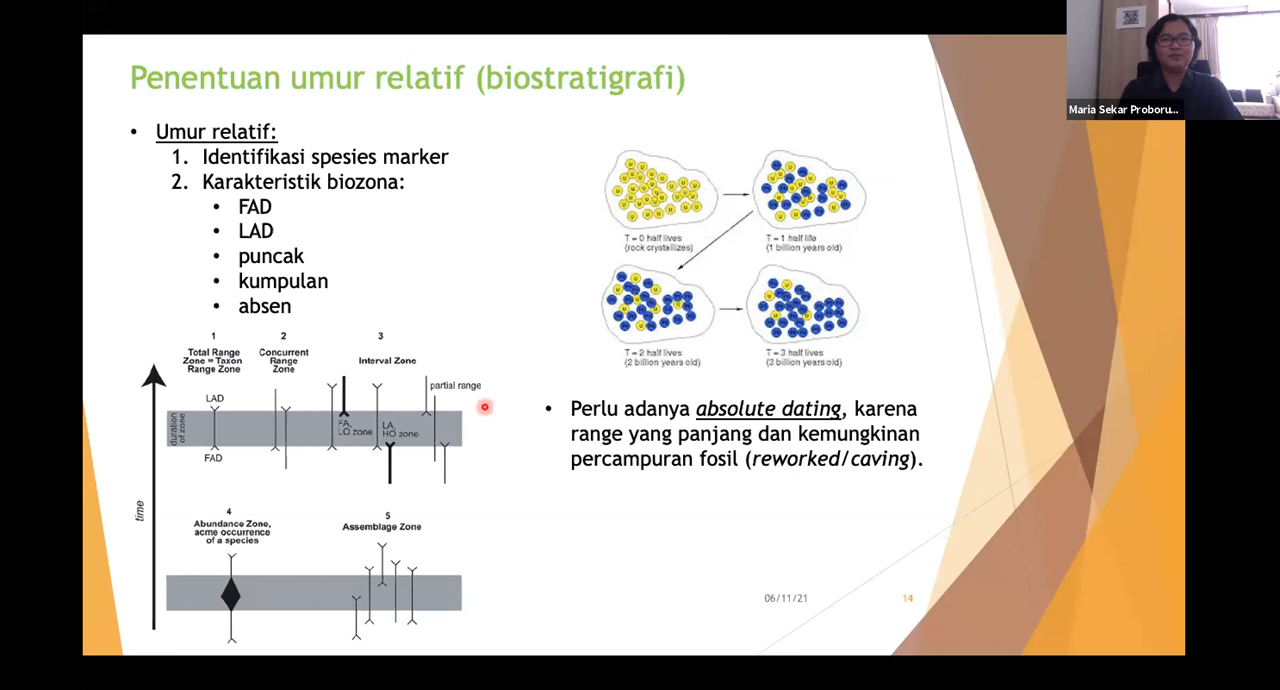 Penentuan umur relatif (biostratigrafi)
Maria Sekar Proboru...
• Umur relatif:
1. Identifikasi spesies marker
2. Karakteristik biozona:
• FAD
• LAD
• puncak
• kumpulan
• absen
T = 0 half lives
(rock crystallizes)
T = 1 half life
(1 billion years old)
T = 2 half lives
(2 billion years old)
T = 3 half lives
(3 billion years old)
1
Total Range
Zone = Taxon
Range Zone
2
Concurrent
Range
Zone
3
Interval Zone
partial range
LAD
duration
of zone
FA,
LO zone
LA,
HO zone
FAD
time
4
Abundance Zone,
acme occurrence
of a species
5
Assemblage Zone
• Perlu adanya absolute dating, karena
range yang panjang dan kemungkinan
percampuran fosil (reworked/caving).
06/11/21
14